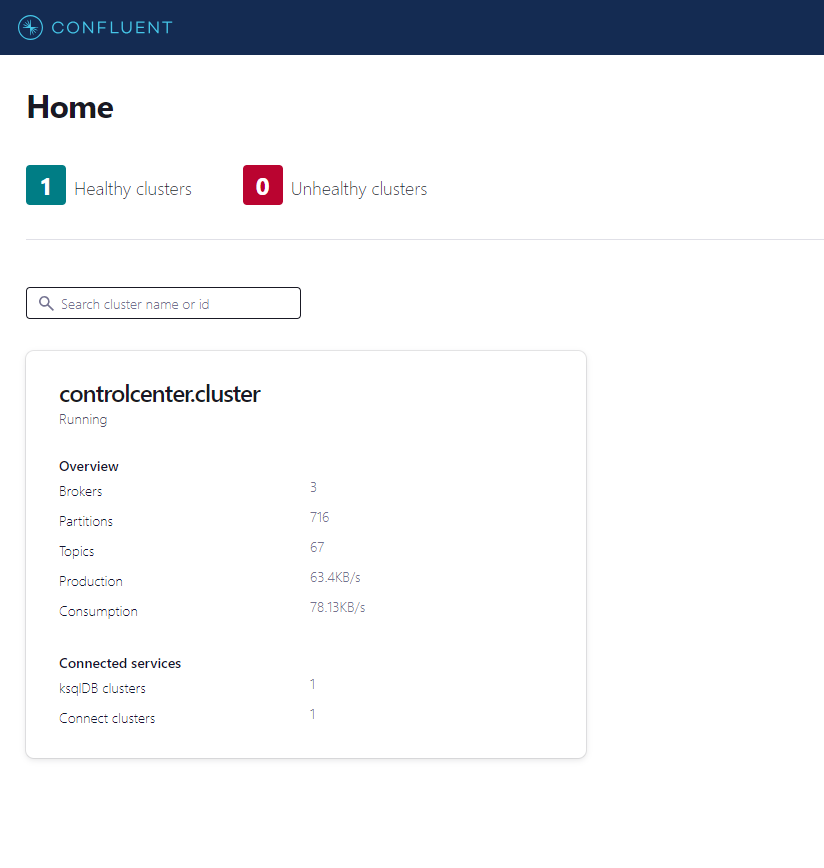 CONFLUENT
Home
1 Healthy clusters 0 Unhealthy clusters
Search cluster name or id
controlcenter.cluster
Running
Overview
Brokers 3
Partitions 716
Topics 67
Production 63.4KB/s
Consumption 78.13KB/s
Connected services
ksqlDB clusters 1
Connect clusters 1